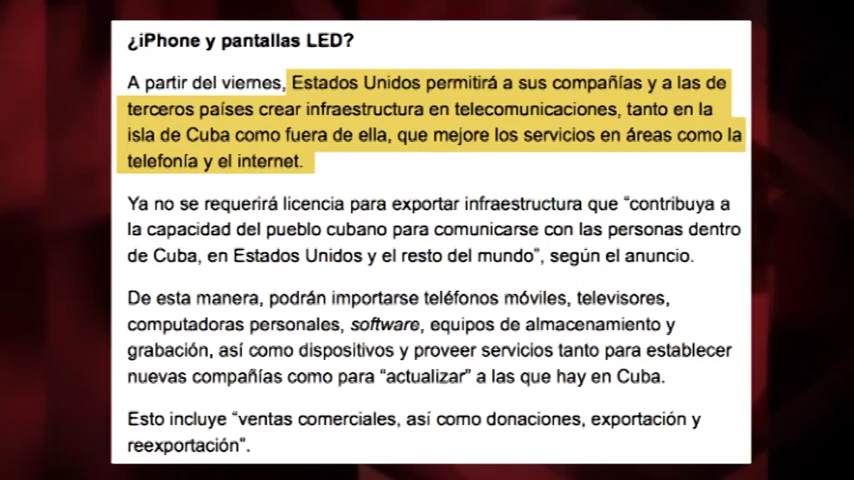 ¿iPhone y pantallas LED?
A partir del viernes, Estados Unidos permitirá a sus compañías y a las de
terceros países crear infraestructura en telecomunicaciones, tanto en la
isla de Cuba como fuera de ella, que mejore los servicios en áreas como la
telefonía y el internet.
Ya no se requerirá licencia para exportar infraestructura que “contribuya a
la capacidad del pueblo cubano para comunicarse con las personas dentro
de Cuba, en Estados Unidos y el resto del mundo”, según el anuncio.
De esta manera, podrán importarse teléfonos móviles, televisores,
computadoras personales, software, equipos de almacenamiento y
grabación, así como dispositivos y proveer servicios tanto para establecer
nuevas compañías como para “actualizar” a las que hay en Cuba.
Esto incluye “ventas comerciales, así como donaciones, exportación y
reexportación”.